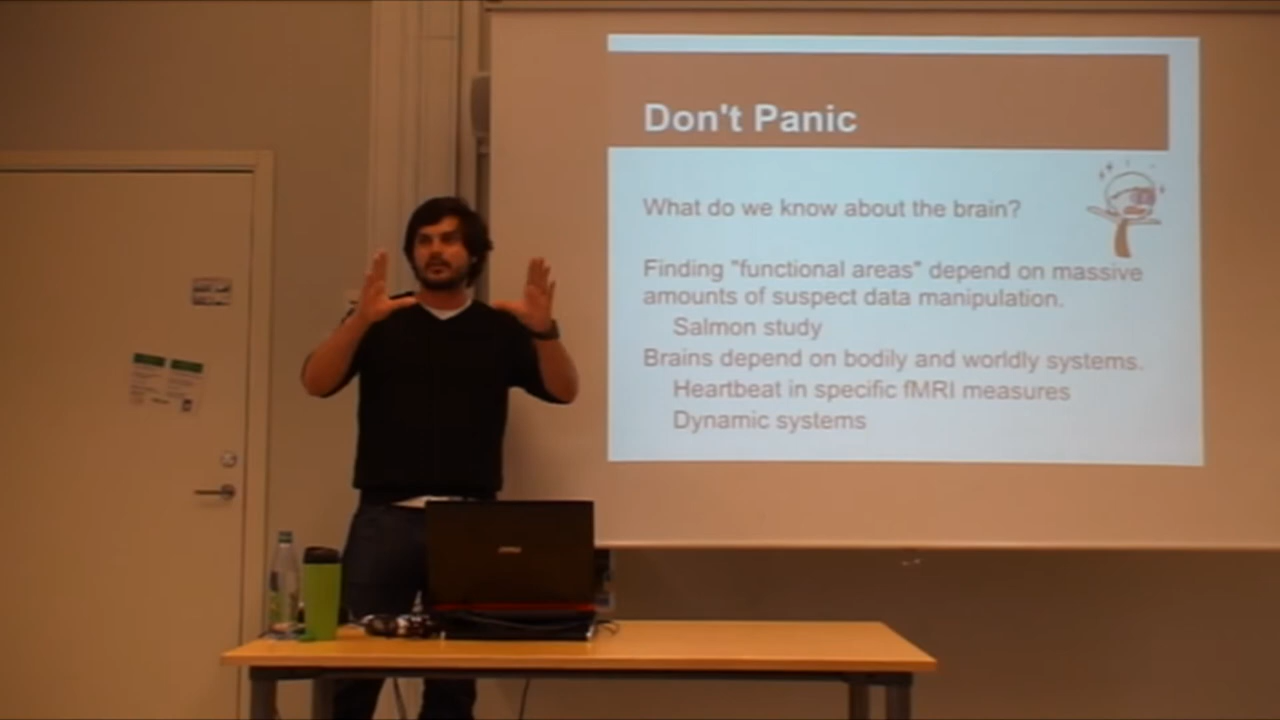 Don't Panic
What do we know about the brain?
Finding "functional areas" depend on massive
amounts of suspect data manipulation.
Salmon study
Brains depend on bodily and worldly systems.
Heartbeat in specific fMRI measures
Dynamic systems